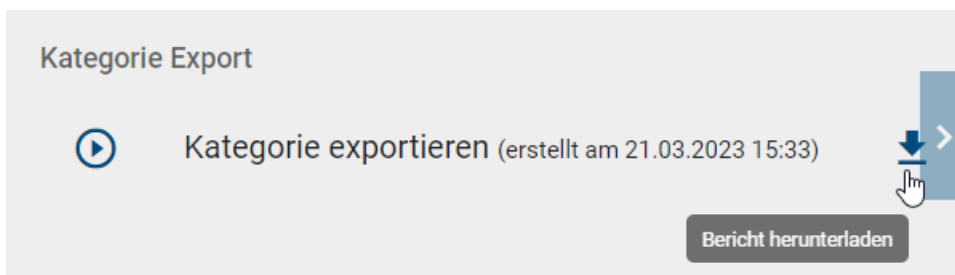 Kategorie Export
Kategorie exportieren (erstellt am 21.03.2023 15:33)
Bericht herunterladen